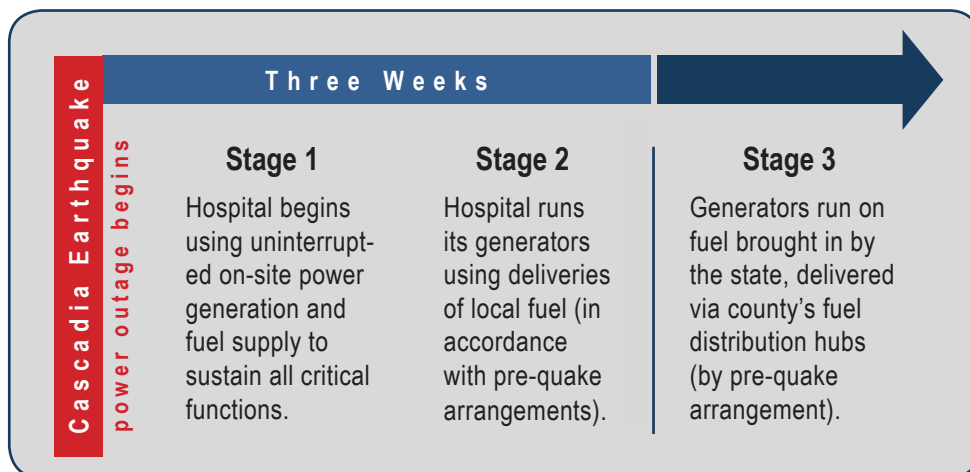 Cascadia Earthquake
power outage begins
Three Weeks
Stage 1
Hospital begins
using uninterrupt-
ed on-site power
generation and
fuel supply to
sustain all critical
functions.
Stage 2
Hospital runs
its generators
using deliveries
of local fuel (in
accordance
with pre-quake
arrangements).
Stage 3
Generators run on
fuel brought in by
the state, delivered
via county’s fuel
distribution hubs
(by pre-quake
arrangement).